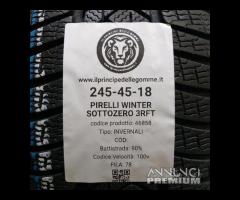 www.ilprincipedellegomme.it
245-45-18
PIRELLI WINTER
SOTTOZERO 3RFT
codice prodotto: 46858
Tipo: INVERNALI
COD:
Battistrada: 90%
Codice Velocità: 100v
FILA: 78
ANNUNCI
PREMIUM